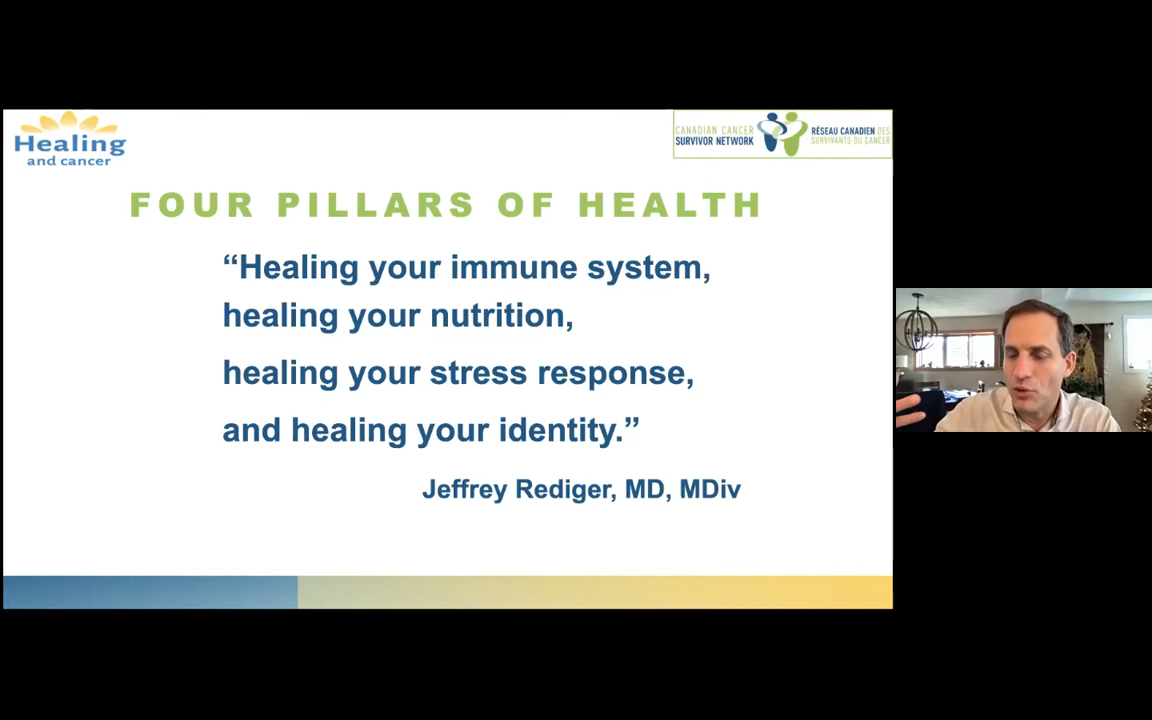 Healing
and cancer
CANADIAN CANCER
SURVIVOR NETWORK
RÉSEAU CANADIEN DES
SURVIVANTS DU CANCER
FOUR PILLARS OF HEALTH
“Healing your immune system,
healing your nutrition,
healing your stress response,
and healing your identity.”
Jeffrey Rediger, MD, MDiv